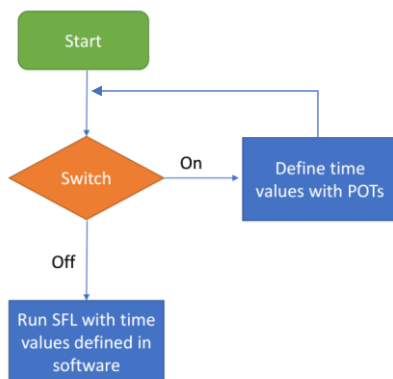 Start
Switch
On
Define time
values with POTs
Off
Run SFL with time
values defined in
software